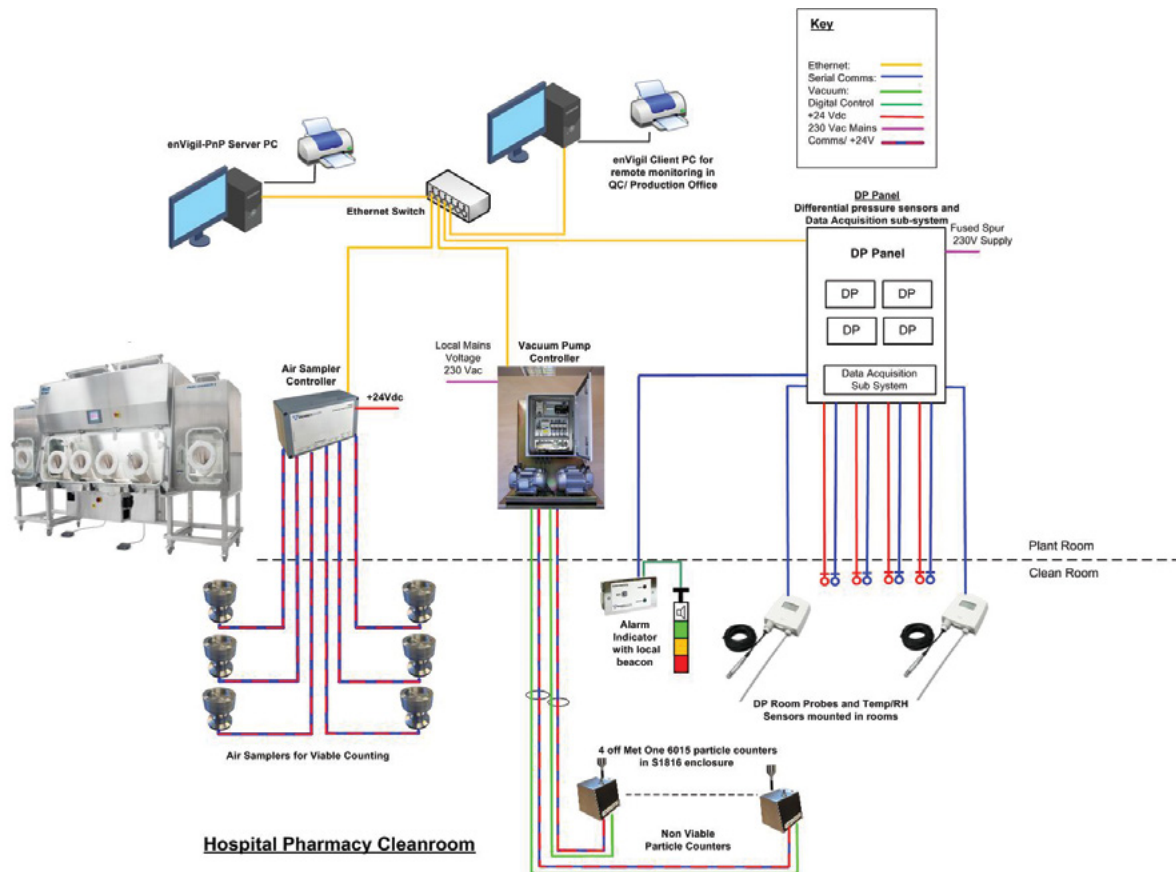 Key
Ethernet:
Serial Comms:
Vacuum:
Digital Control
+24 Vdc
230 Vac Mains
Comms/ +24V
enVigil-PnP Server PC
enVigil Client PC for
remote monitoring in
QC/ Production Office
Ethernet Switch
DP Panel
Differential pressure sensors and
Data Acquisition sub-system
Fused Spur
230V Supply
DP Panel
DP
DP
DP
DP
Data Acquisition
Sub System
Local Mains
Voltage
230 Vac
Vacuum Pump
Controller
Air Sampler
Controller
+24Vdc
Plant Room
Clean Room
Alarm
Indicator
with local
beacon
DP Room Probes and Temp/RH
Sensors mounted in rooms
Air Samplers for Viable Counting
4 off Met One 6015 particle counters
in S1816 enclosure
Non Viable
Particle Counters
Hospital Pharmacy Cleanroom